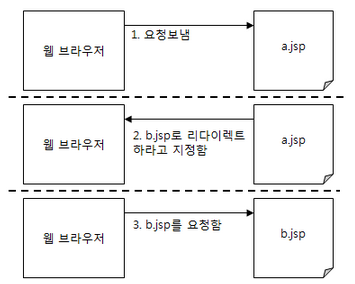 웹 브라우저
1. 요청보냄
a.jsp
웹 브라우저
2. b.jsp로 리다이렉트
하라고 지정함
a.jsp
웹 브라우저
3. b.jsp를 요청함
b.jsp